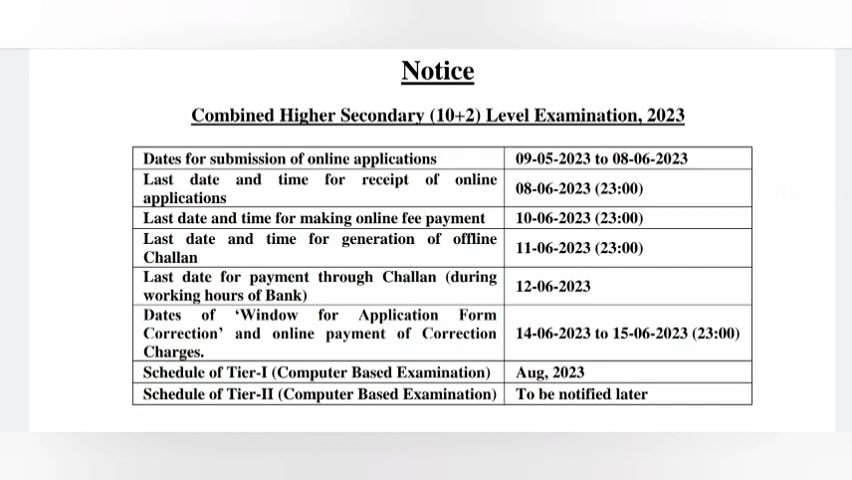 Notice
Combined Higher Secondary (10+2) Level Examination, 2023
Dates for submission of online applications 09-05-2023 to 08-06-2023
Last date and time for receipt of online
applications 08-06-2023 (23:00)
Last date and time for making online fee payment 10-06-2023 (23:00)
Last date and time for generation of offline
Challan 11-06-2023 (23:00)
Last date for payment through Challan (during
working hours of Bank) 12-06-2023
Dates of ‘Window for Application Form
Correction’ and online payment of Correction 14-06-2023 to 15-06-2023 (23:00)
Charges.
Schedule of Tier-I (Computer Based Examination) Aug, 2023
Schedule of Tier-II (Computer Based Examination) To be notified later